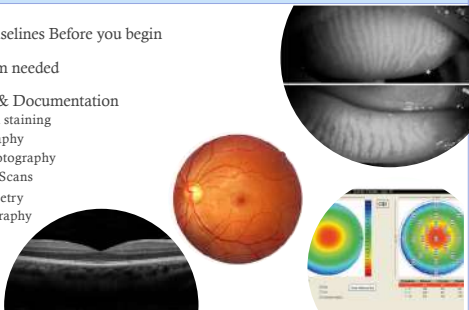 selines Before you begin
n needed
& Documentation
staining
aphy
otography
Scans
etry
raphy